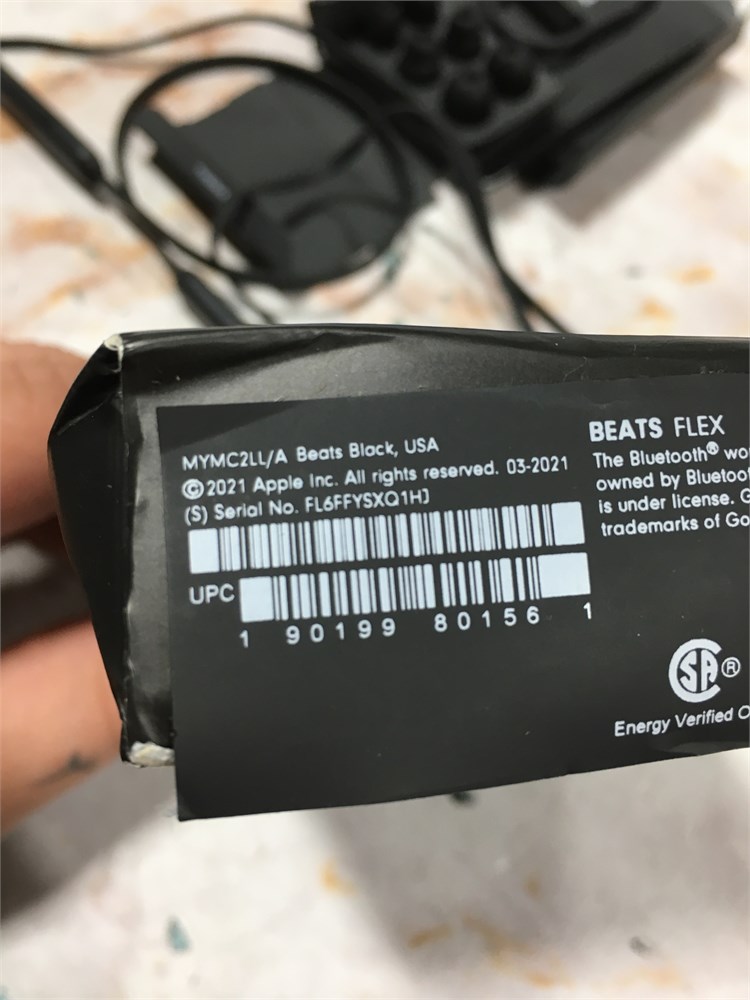 MYMC2LL/A Beats Black, USA
©2021 Apple Inc. All rights reserved. 03-2021
(S) Serial No. FL6FFYSXQ1HJ
UPC
1 90199 80156 1
BEATS FLEX
The Bluetooth®
owned by
is under license.
trademarks of
SA®
Energy Verified